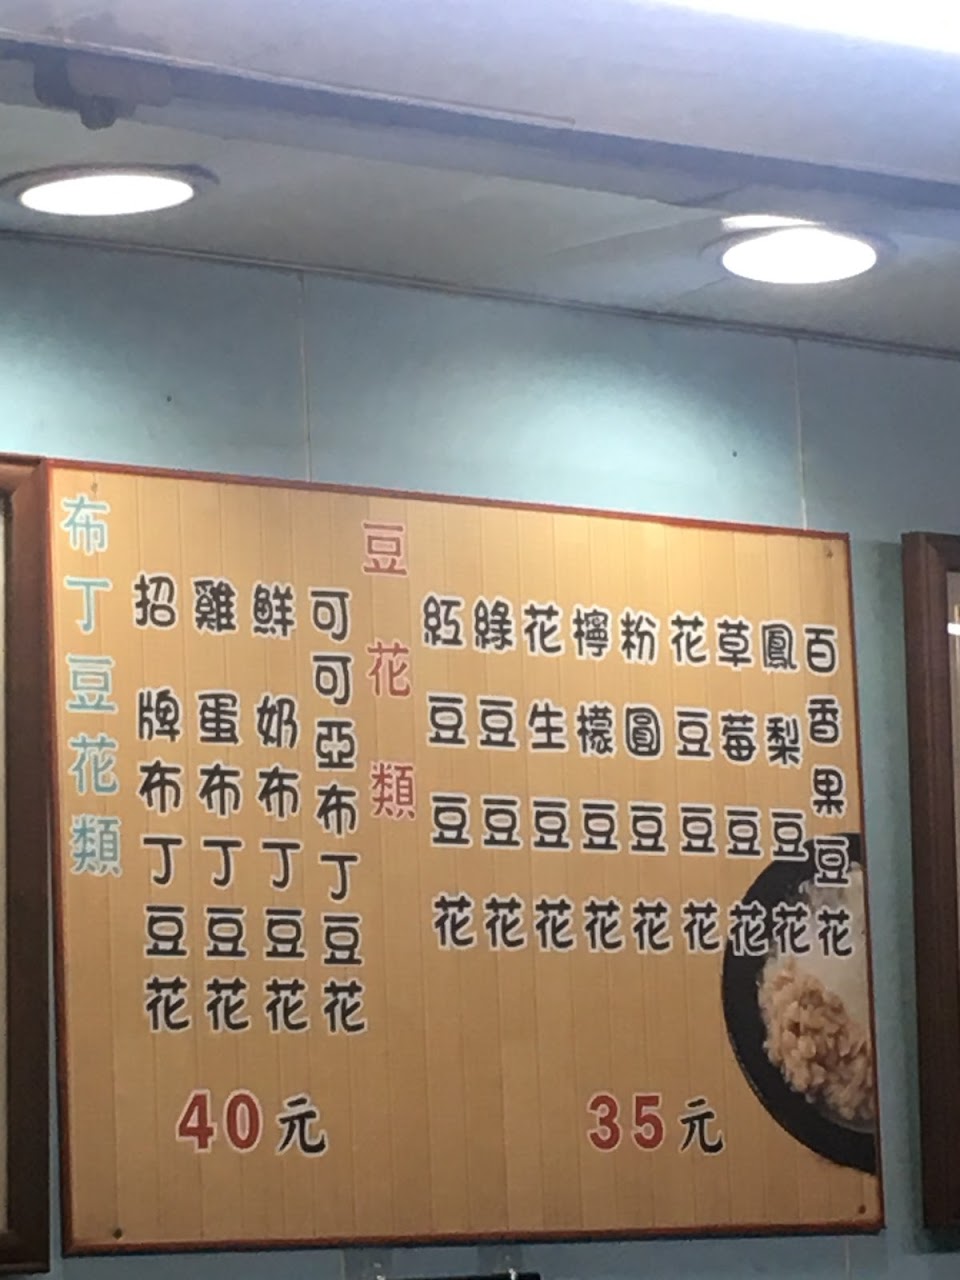 百香果豆花
鳳梨豆花
草莓豆花
花豆豆花
粉圓豆花
檸檬豆花
花生豆花
綠豆豆花
紅豆豆花
豆花類
35元
可可亞布丁豆花
鮮奶布丁豆花
雞蛋布丁豆花
招牌布丁豆花
布丁豆花類
40元